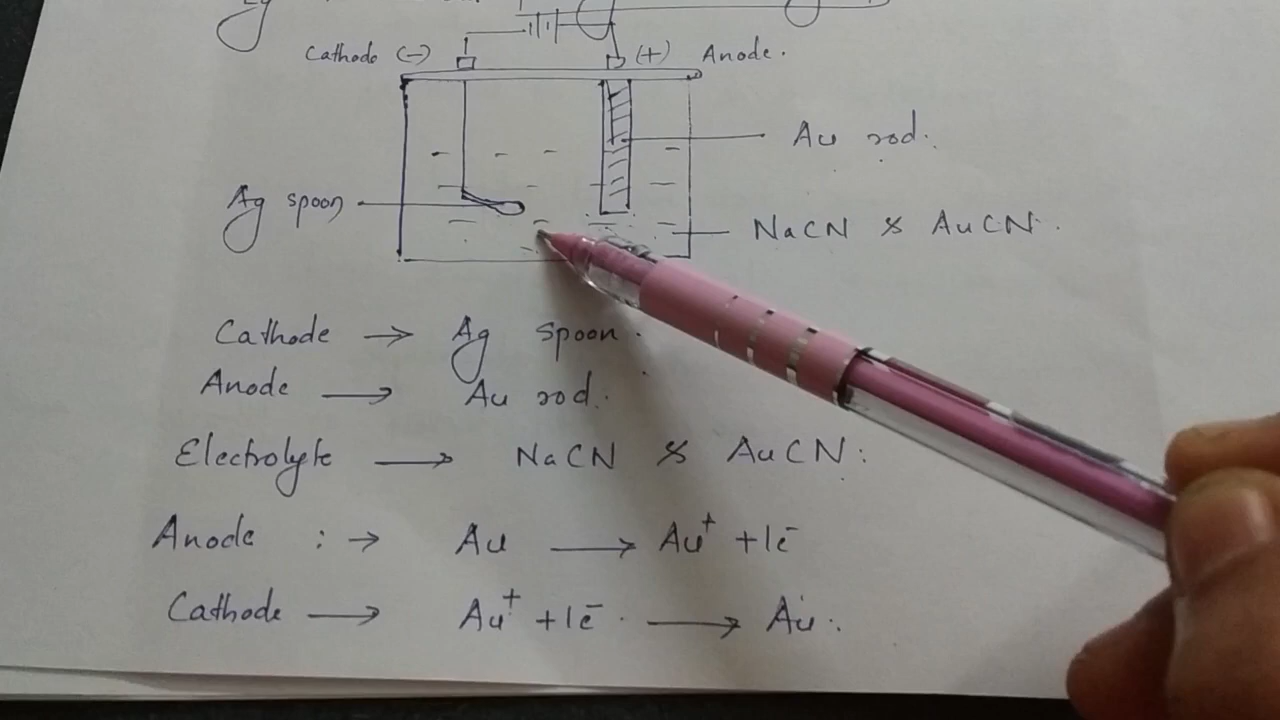 Cathode (-) (+) Anode.
Au rod.
Ag spoon
NaCN & AuCN.
Cathode → Ag spoon.
Anode → Au rod.
Electrolyte → NaCN & AuCN.
Anode : → Au → Au⁺ + 1e⁻
Cathode → Au⁺ + 1e⁻ → Au.